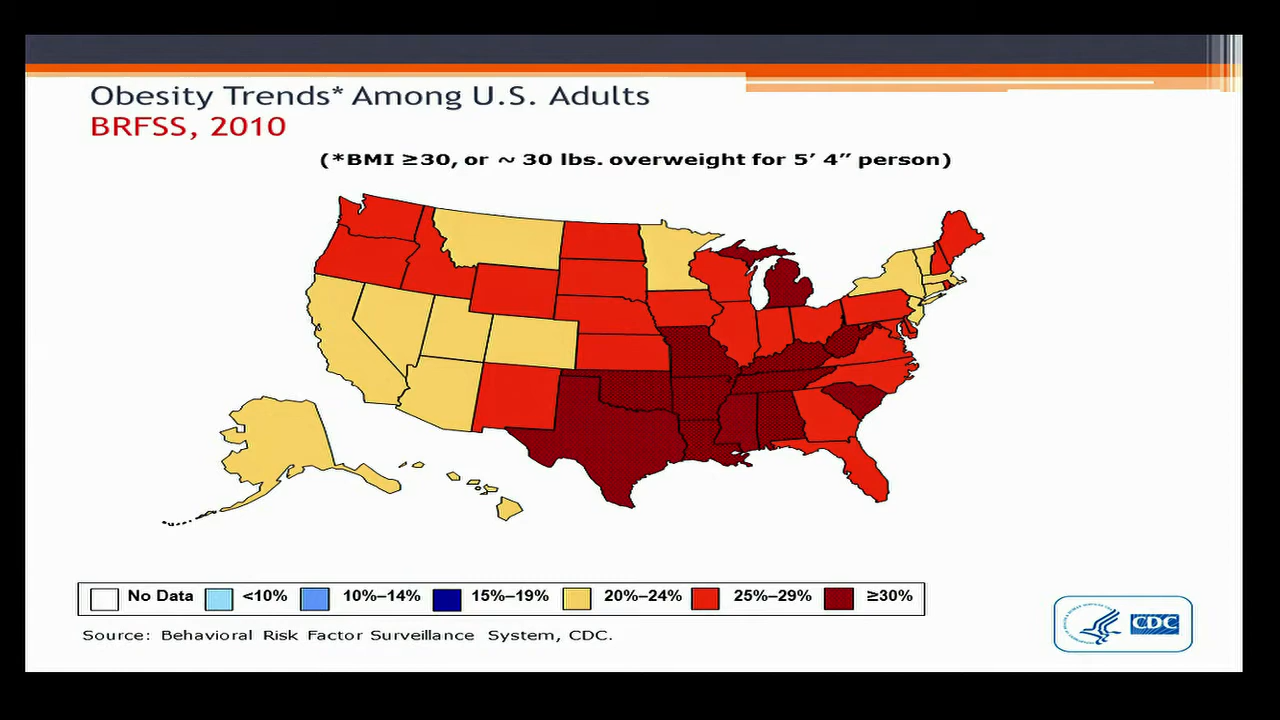 Obesity Trends* Among U.S. Adults
BRFSS, 2010
(*BMI ≥30, or ~ 30 lbs. overweight for 5’ 4” person)
No Data <10% 10%–14% 15%–19% 20%–24% 25%–29% ≥30%
Source: Behavioral Risk Factor Surveillance System, CDC.
CDC